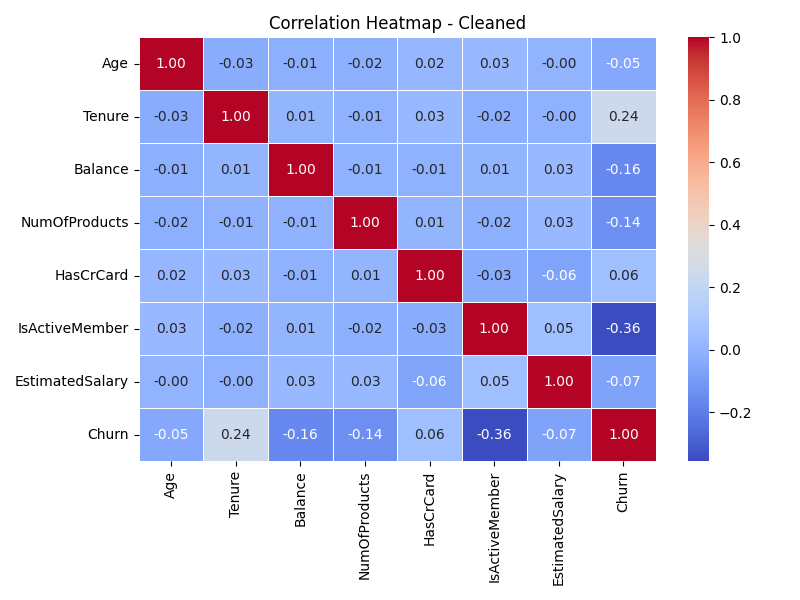 Correlation Heatmap - Cleaned
Age 1.00 -0.03 -0.01 -0.02 0.02 0.03 -0.00 -0.05
Tenure -0.03 1.00 0.01 -0.01 0.03 -0.02 -0.00 0.24
Balance -0.01 0.01 1.00 -0.01 -0.01 0.01 0.03 -0.16
NumOfProducts -0.02 -0.01 -0.01 1.00 0.01 -0.02 0.03 -0.14
HasCrCard 0.02 0.03 -0.01 0.01 1.00 -0.03 -0.06 0.06
IsActiveMember 0.03 -0.02 0.01 -0.02 -0.03 1.00 0.05 -0.36
EstimatedSalary -0.00 -0.00 0.03 0.03 -0.06 0.05 1.00 -0.07
Churn -0.05 0.24 -0.16 -0.14 0.06 -0.36 -0.07 1.00
Age
Tenure
Balance
NumOfProducts
HasCrCard
IsActiveMember
EstimatedSalary
Churn
1.0
0.8
0.6
0.4
0.2
0.0
−0.2